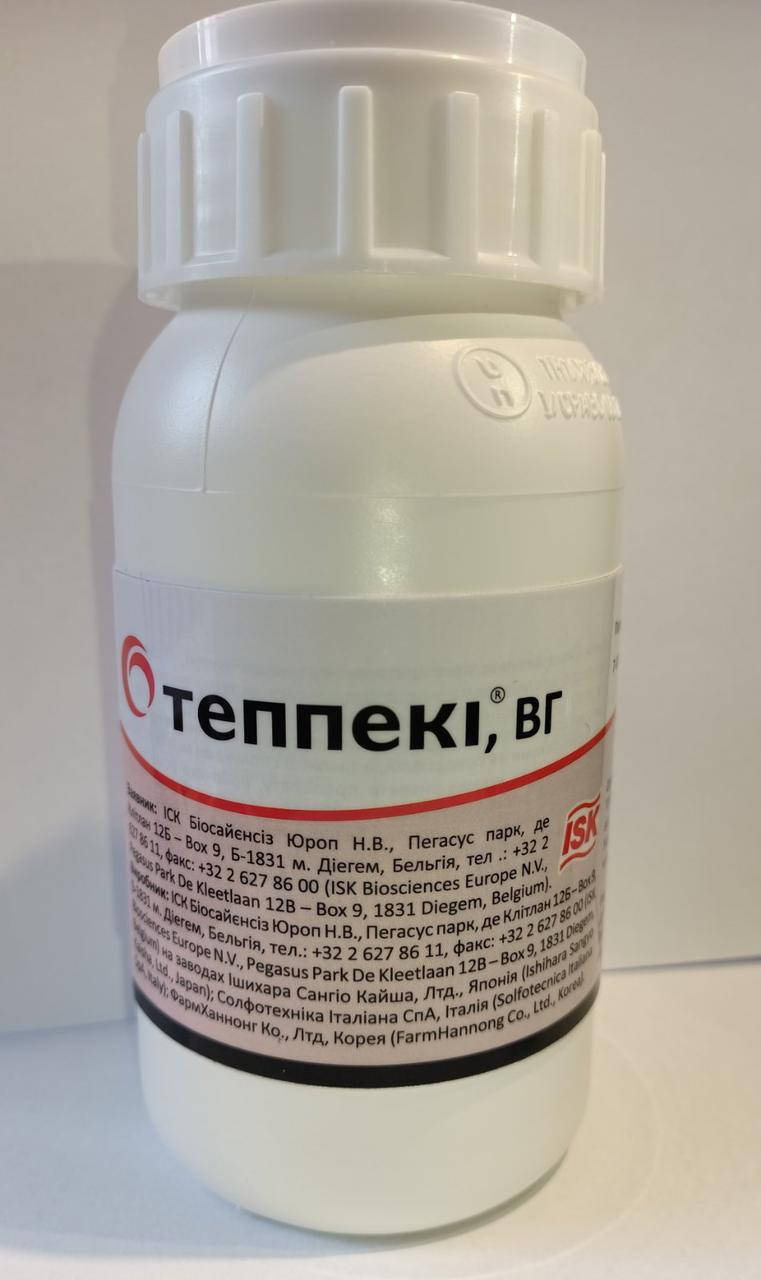 теппекі®, ВГ
ISK
Заявник: ІСК Біосайєнсіз Юроп Н.В., Пегасус парк, де
Клітлан 12Б – Box 9, Б-1831 м. Дієгем, Бельгія, тел .: +32 2
627 86 11, факс: +32 2 627 86 00 (ISK Biosciences Europe N.V.,
Pegasus Park De Kleetlaan 12B – Box 9, 1831 Diegem, Belgium).
Виробник: ІСК Біосайєнсіз Юроп Н.В., Пегасус парк, де Клітлан 12Б – Box 9,
Б-1831 м. Дієгем, Бельгія, тел.: +32 2 627 86 11, факс: +32 2 627 86 00 (ISK
Biosciences Europe N.V., Pegasus Park De Kleetlaan 12B – Box 9, 1831 Diegem,
Belgium) на заводах Ішихара Сангіо Кайша, Лтд., Японія (Ishihara Sangyo
Kaisha, Ltd., Japan); Солфотехніка Італіана СпА, Італія (Solfotecnica Italiana
SpA, Italy); ФармХаннонг Ко., Лтд, Корея (FarmHannong Co., Ltd., Korea).